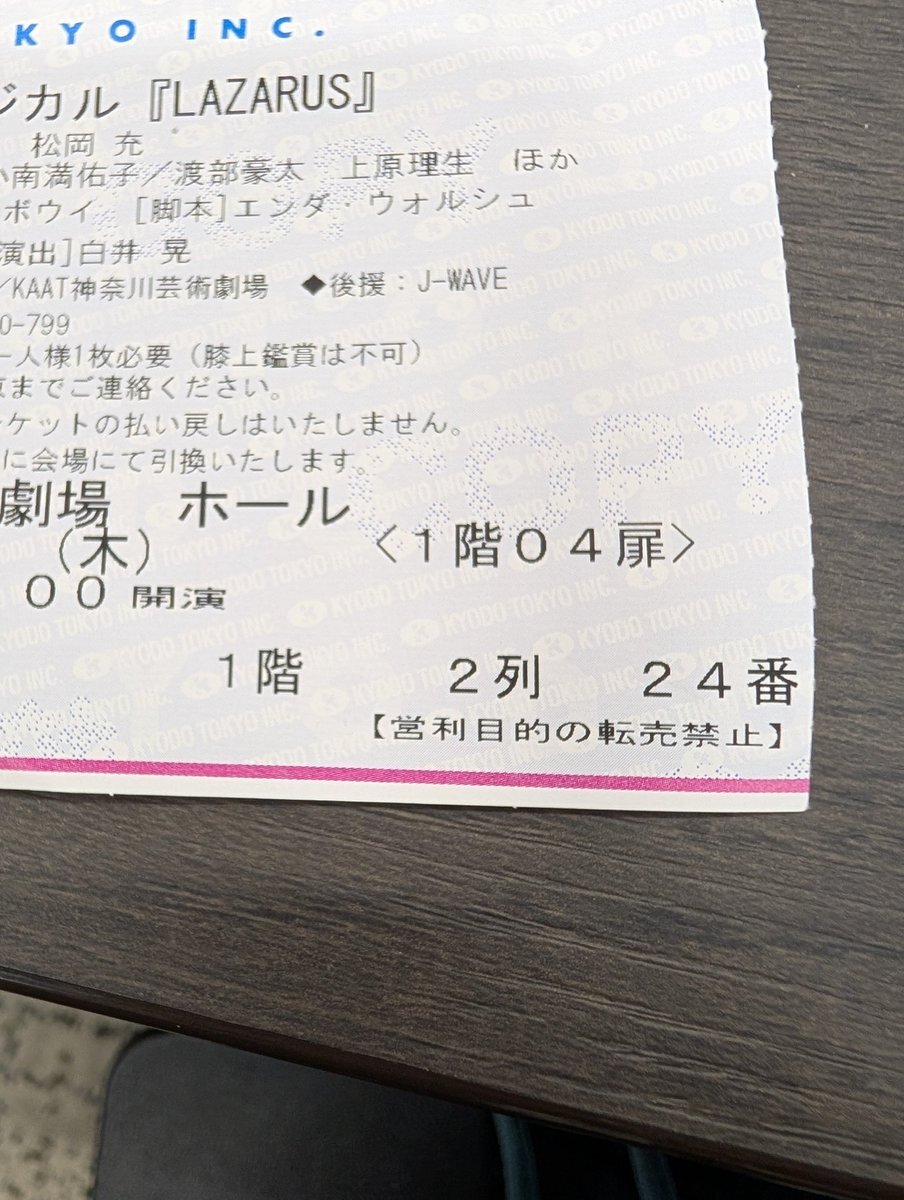 KYO INC.
ジカル『LAZARUS』
松岡 充
南満佑子／渡部豪太 上原理生 ほか
ボウイ [脚本]エンダ・ウォルシュ
演出]白井 晃
/KAAT神奈川芸術劇場 ◆後援：J-WAVE
0-799
一人様1枚必要（膝上鑑賞は不可）
までご連絡ください。
ケットの払い戻しはいたしません。
に会場にて引換いたします。
劇場 ホール
（木） 〈1階04扉〉
00 開演
1階 2列 24番
【営利目的の転売禁止】
COPY
KYODO TOKYO INC.